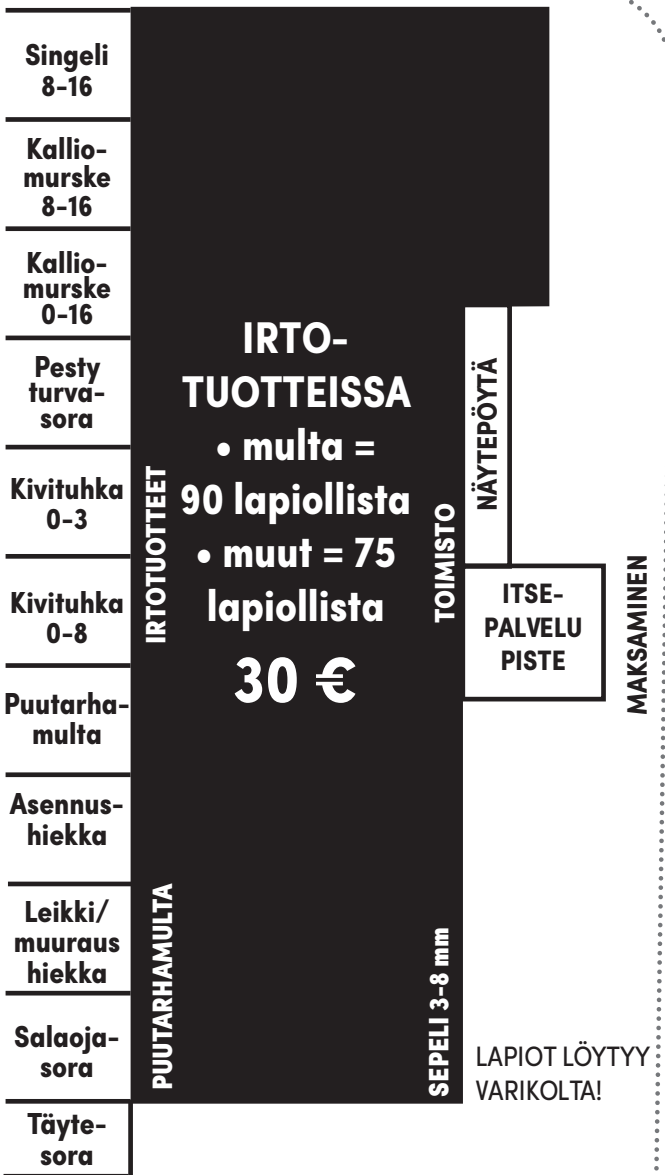 Singeli
8-16
Kallio-
murske
8-16
Kallio-
murske
0-16
Pesty
turva-
sora
Kivituhka
0-3
Kivituhka
0-8
Puutarha-
multa
Asennus-
hiekka
Leikki/
muuraus
hiekka
Salaoja-
sora
Täyte-
sora
IRTOTUOTTEET
PUUTARHAMULTA
IRTO-
TUOTTEISSA
• multa =
90 lapiollista
• muut = 75
lapiollista
30 €
TOIMISTO
SEPELI 3-8 mm
NÄYTEPÖYTÄ
ITSE-
PALVELU
PISTE
MAKSAMINEN
LAPIOT LÖYTYY
VARIKOLTA!